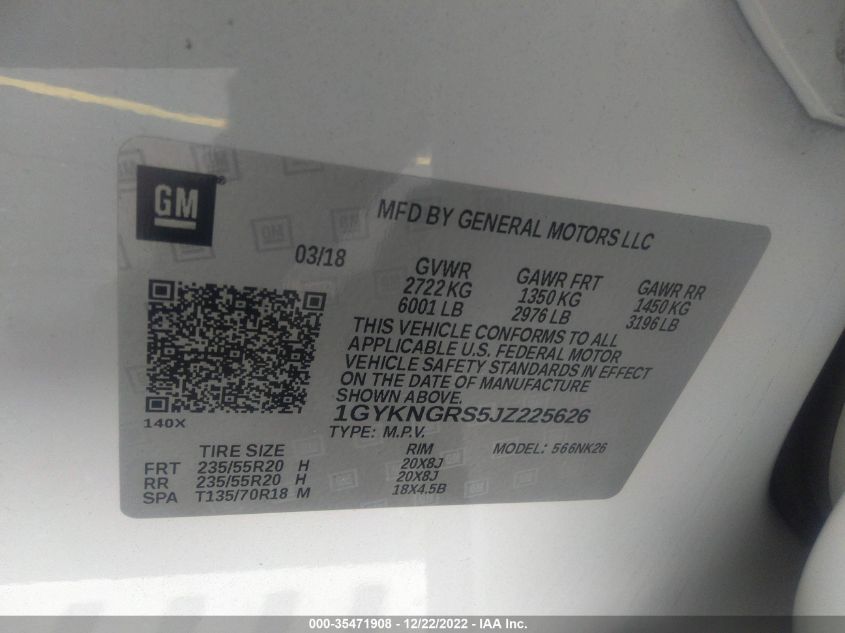 GM ®
MFD BY GENERAL MOTORS LLC
03/18
GVWR GAWR FRT GAWR RR
2722 KG 1350 KG 1450 KG
6001 LB 2976 LB 3196 LB
THIS VEHICLE CONFORMS TO ALL
APPLICABLE U.S. FEDERAL MOTOR
VEHICLE SAFETY STANDARDS IN EFFECT
ON THE DATE OF MANUFACTURE
SHOWN ABOVE.
1GYKNGRS5JZ225626
140X
TYPE: M.P.V. MODEL: 566NK26
TIRE SIZE RIM
FRT 235/55R20 H 20X8J
RR 235/55R20 H 20X8J
SPA T135/70R18 M 18X4.5B
000-35471908 - 12/22/2022 - IAA Inc.